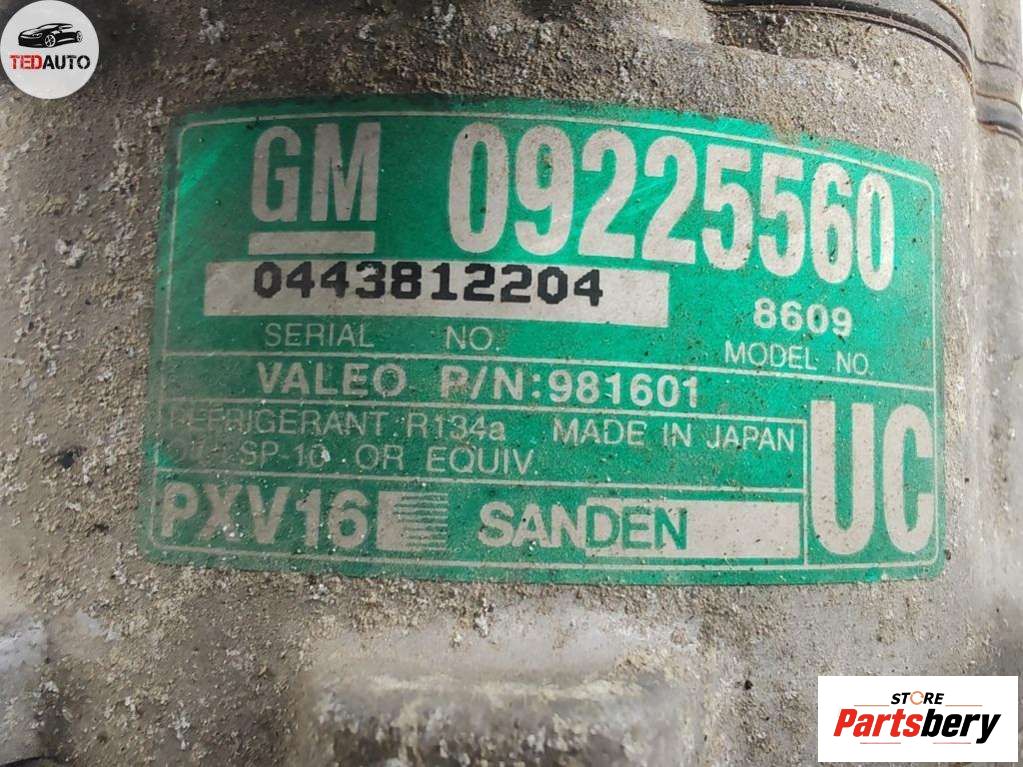 TEDAUTO
GM 09225560
0443812204
8609
SERIAL NO.
MODEL NO.
VALEO P/N:981601
REFRIGERANT R134a MADE IN JAPAN
SP-10 OR EQUIV.
UC
PXV16
SANDEN
STORE
Partsbery